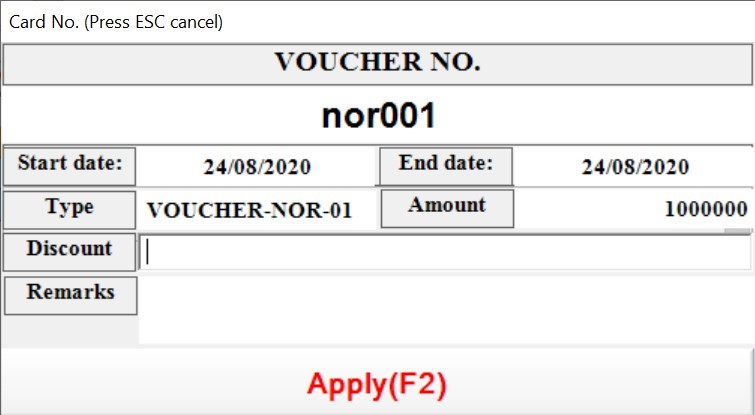 Card No. (Press ESC cancel)
VOUCHER NO.
nor001
Start date: 24/08/2020 End date: 24/08/2020
Type VOUCHER-NOR-01 Amount 1000000
Discount
Remarks
Apply(F2)